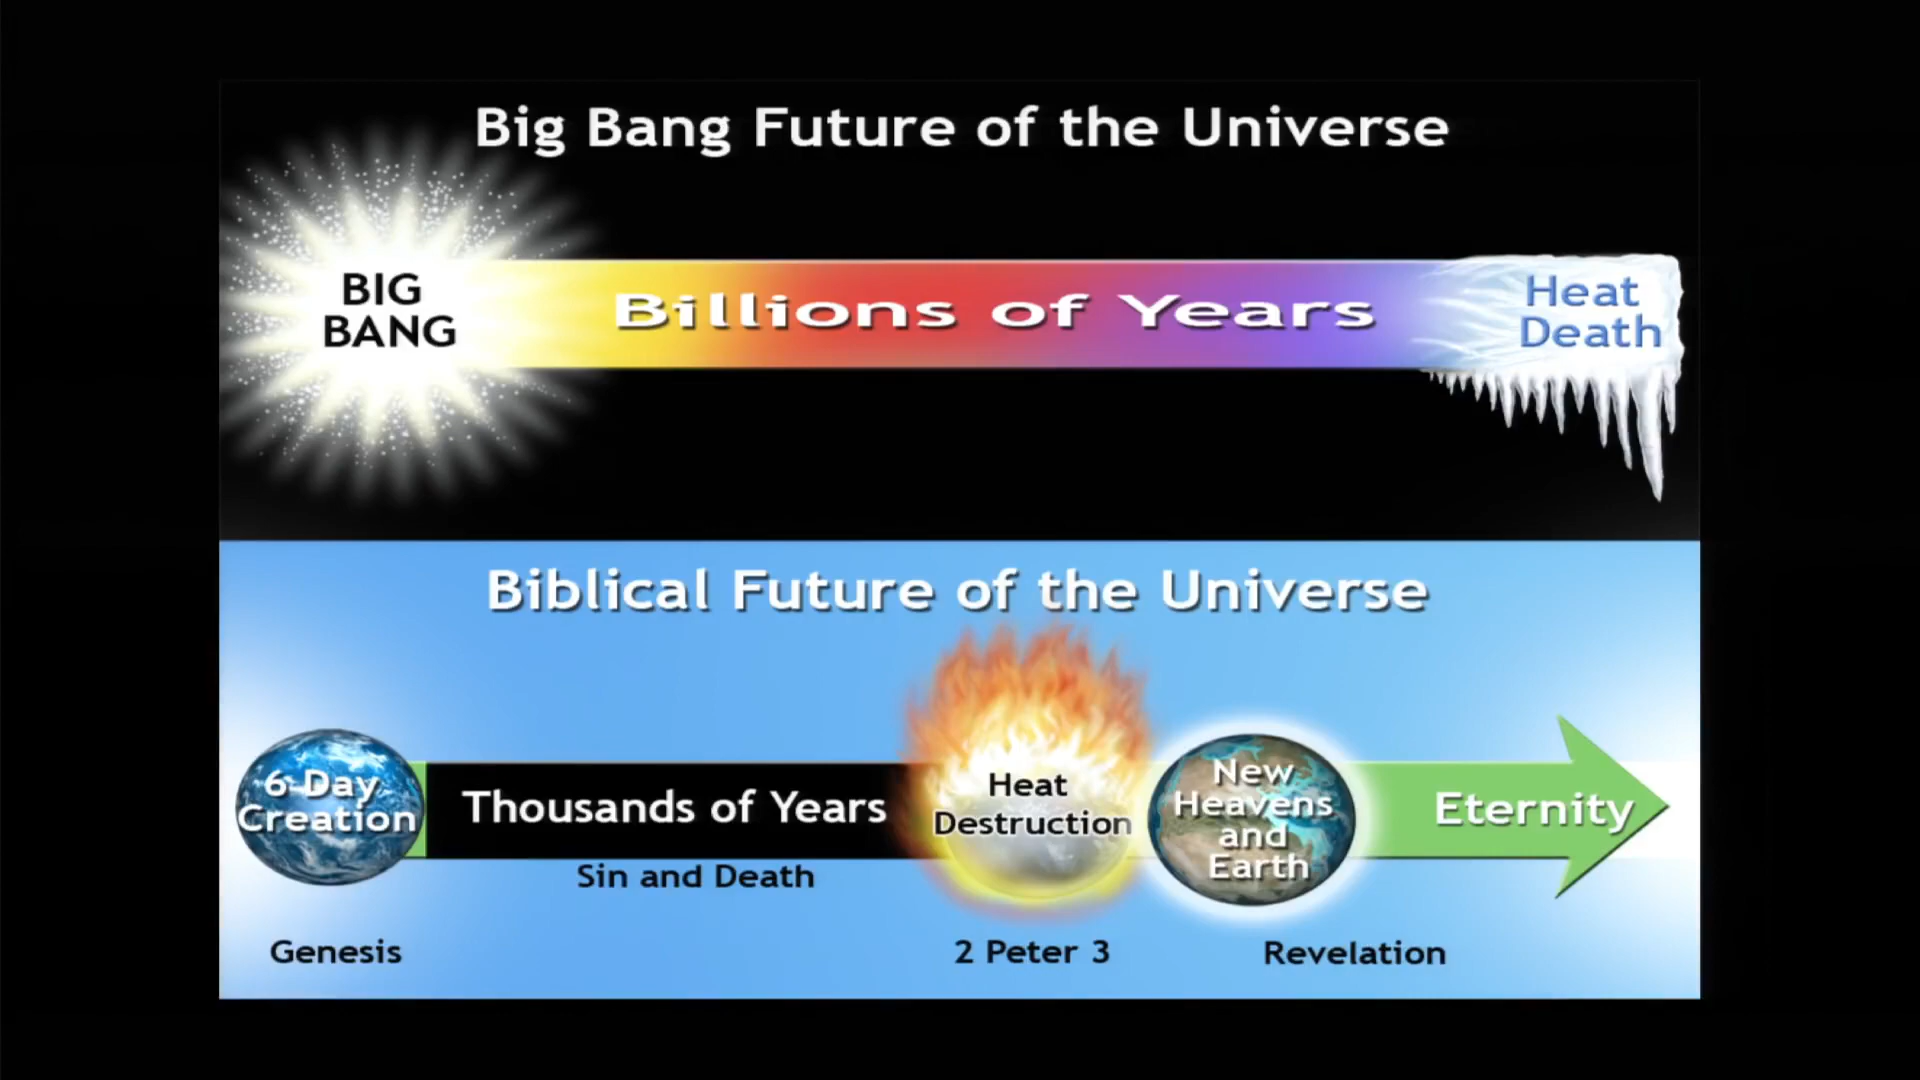 Big Bang Future of the Universe
BIG
BANG
Billions of Years
Heat
Death
Biblical Future of the Universe
6 Day
Creation
Thousands of Years
Sin and Death
Heat
Destruction
New
Heavens
and
Earth
Eternity
Genesis
2 Peter 3
Revelation